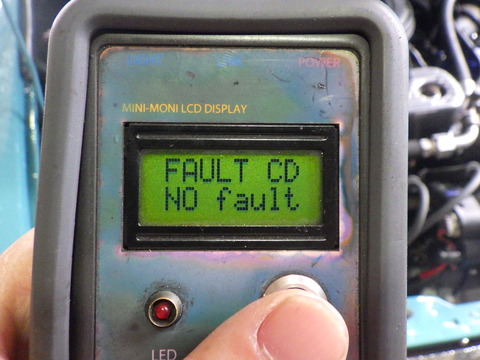 POWER
MINI-MONI LCD DISPLAY
FAULT CD
NO fault
LED